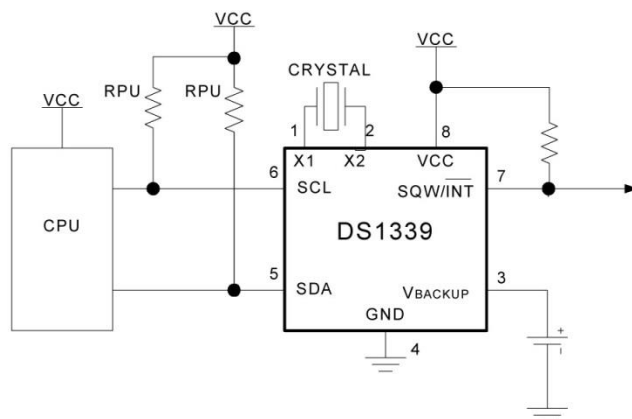 VCC
VCC
CRYSTAL
RPU
RPU
VCC
1
2
8
X1
X2
VCC
6
SCL
SQW/INT
7
CPU
DS1339
5
SDA
VBACKUP
3
GND
4
+
–